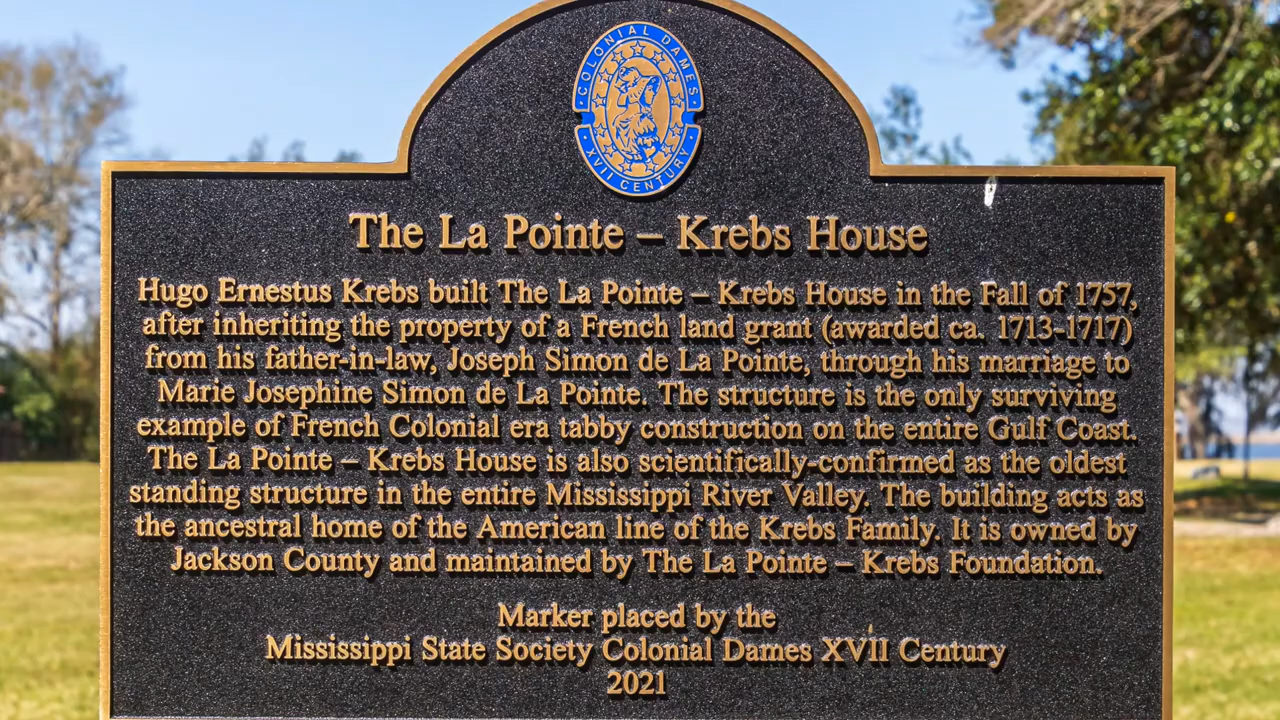 COLONIAL DAMES
XVII CENTURY
The La Pointe – Krebs House
Hugo Ernestus Krebs built The La Pointe – Krebs House in the Fall of 1757,
after inheriting the property of a French land grant (awarded ca. 1713-1717)
from his father-in-law, Joseph Simon de La Pointe, through his marriage to
Marie Josephine Simon de La Pointe. The structure is the only surviving
example of French Colonial era tabby construction on the entire Gulf Coast.
The La Pointe – Krebs House is also scientifically-confirmed as the oldest
standing structure in the entire Mississippi River Valley. The building acts as
the ancestral home of the American line of the Krebs Family. It is owned by
Jackson County and maintained by The La Pointe – Krebs Foundation.
Marker placed by the
Mississippi State Society Colonial Dames XVII Century
2021